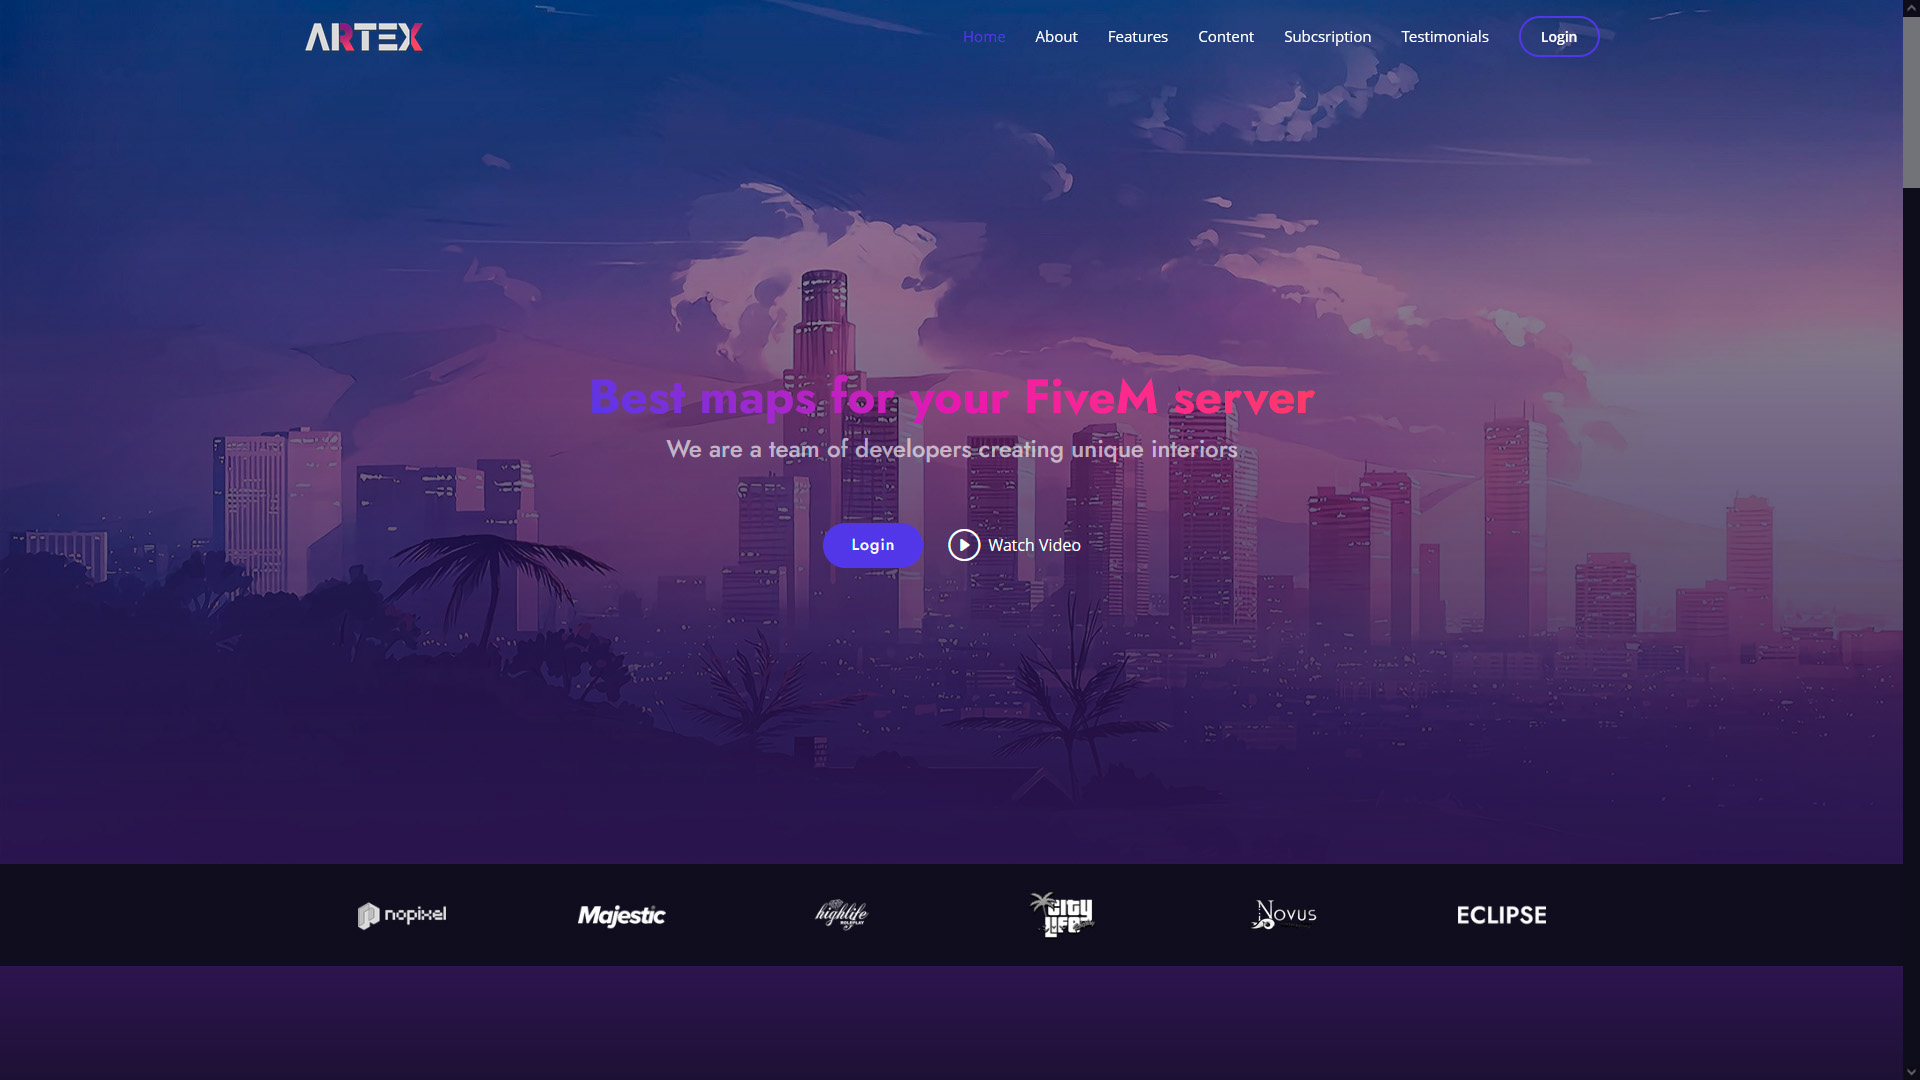 ARTEX
Home About Features Content Subcsription Testimonials Login
Best maps for your FiveM server
We are a team of developers creating unique interiors
Login Watch Video
nopixel Majestic highlife ROLEPLAY CITY LIFE NOVUS ECLIPSE